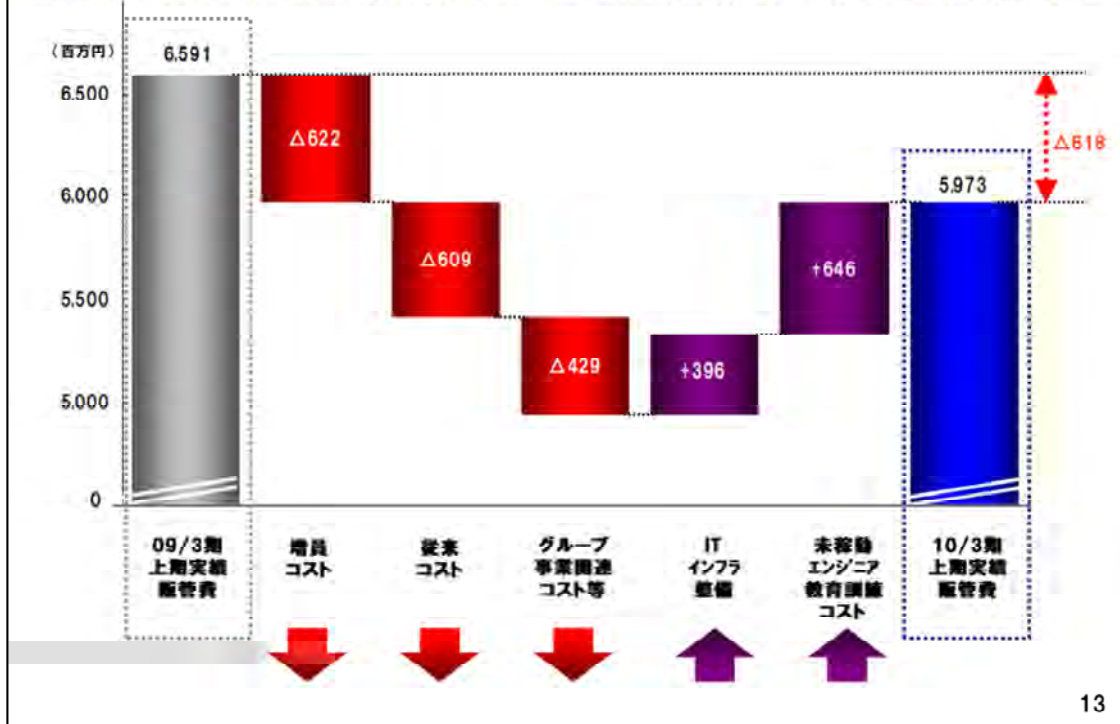 (百万円)
6,591
6,500
6,000
5,500
5,000
0
△622
△609
△429
+396
+646
5,973
△618
09/3期
上期実績
販管費
増員
コスト
従来
コスト
グループ
事業関連
コスト等
IT
インフラ
整備
未稼動
エンジニア
教育訓練
コスト
10/3期
上期実績
販管費
13